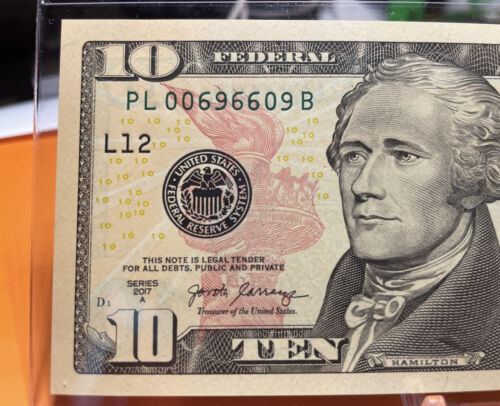 10
FEDERAL
PL 00696609 B
L12
UNITED STATES
FEDERAL RESERVE SYSTEM
THIS NOTE IS LEGAL TENDER
FOR ALL DEBTS, PUBLIC AND PRIVATE
SERIES
2017
A
Treasurer of the United States.
D 1
10
TEN
HAMILTON